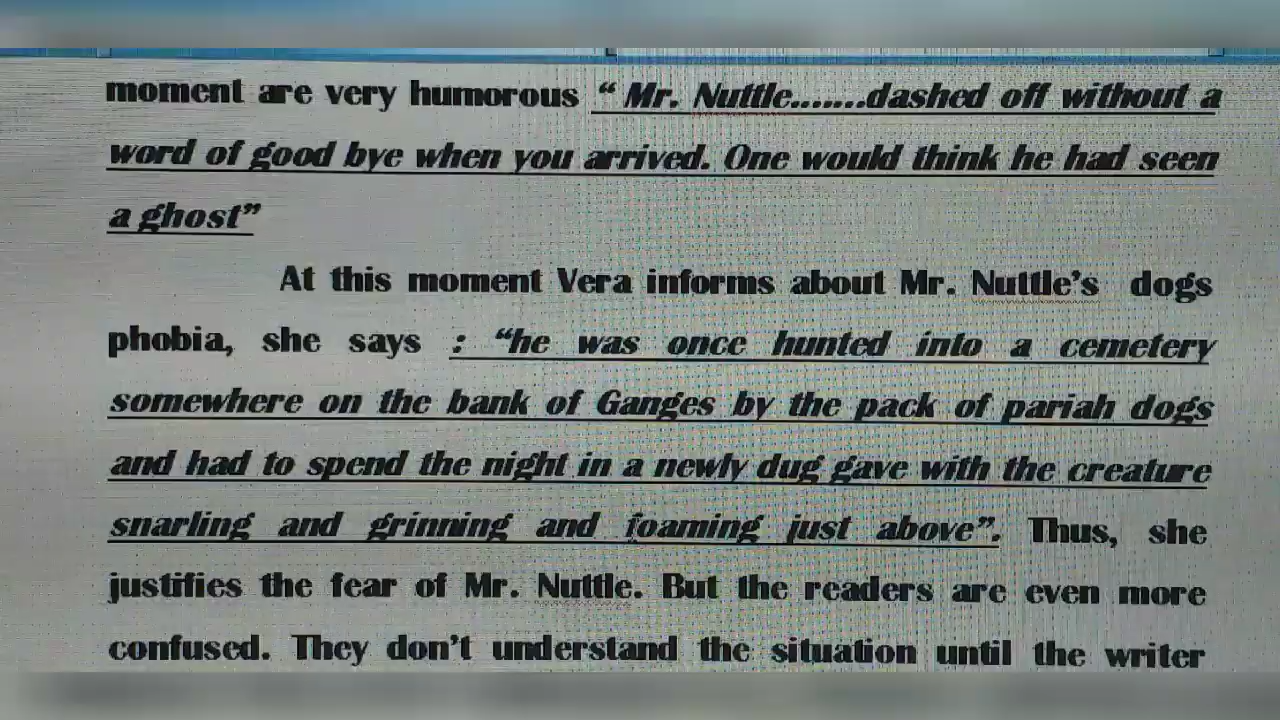 moment are very humorous “ Mr. Nuttle.......dashed off without a
word of good bye when you arrived. One would think he had seen
a ghost”
At this moment Vera informs about Mr. Nuttle’s dogs
phobia, she says : “he was once hunted into a cemetery
somewhere on the bank of Ganges by the pack of pariah dogs
and had to spend the night in a newly dug gave with the creature
snarling and grinning and foaming just above”. Thus, she
justifies the fear of Mr. Nuttle. But the readers are even more
confused. They don’t understand the situation until the writer